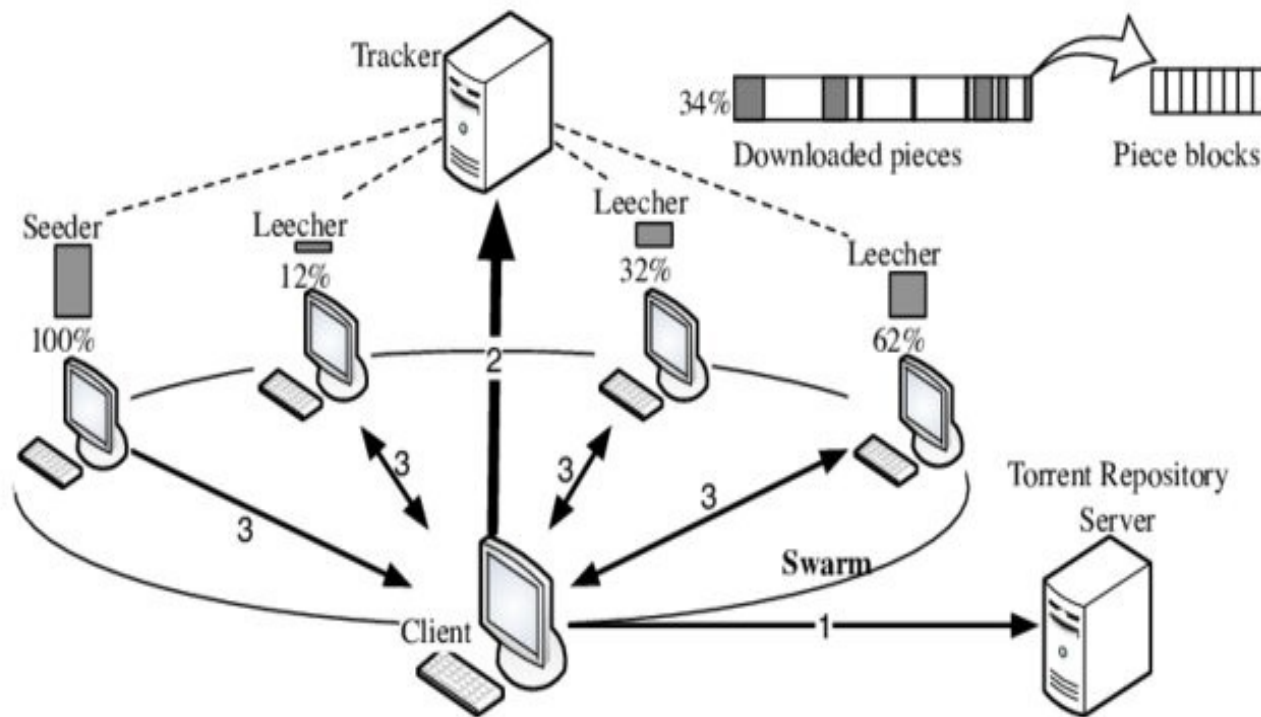 Tracker
34%
Downloaded pieces
Piece blocks
Seeder
100%
Leecher
12%
Leecher
32%
Leecher
62%
2
3
3
3
3
Torrent Repository
Server
Swarm
Client
1